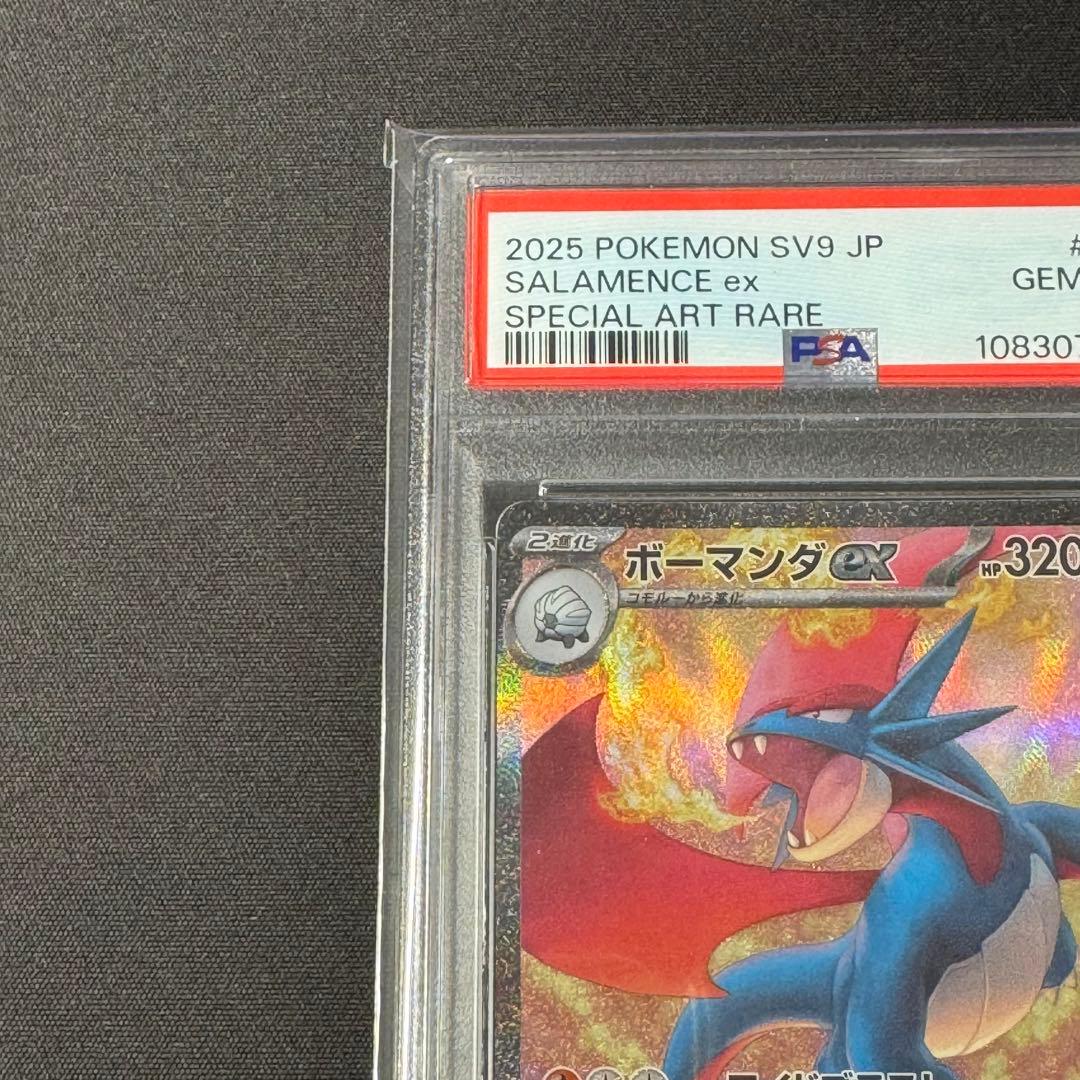 2025 POKEMON SV9 JP
#
SALAMENCE ex
GEM
SPECIAL ART RARE
PSA
108307
2進化
ボーマンダex
HP320
コモルーから進化